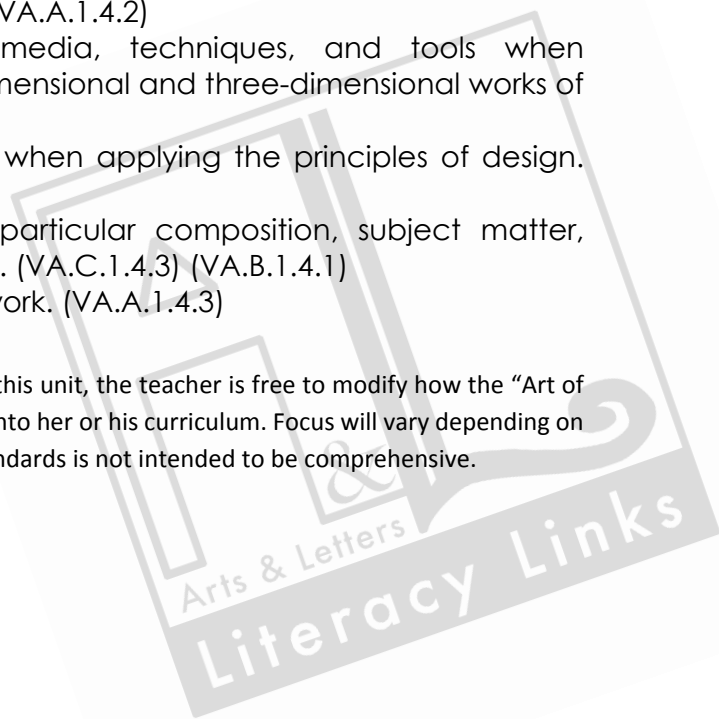 VA.A.1.4.2)
media, techniques, and tools when
mensional and three-dimensional works of
when applying the principles of design.
particular composition, subject matter,
. (VA.C.1.4.3) (VA.B.1.4.1)
work. (VA.A.1.4.3)
this unit, the teacher is free to modify how the “Art of
nto her or his curriculum. Focus will vary depending on
ndards is not intended to be comprehensive.
A & L
Arts & Letters
Literacy Links